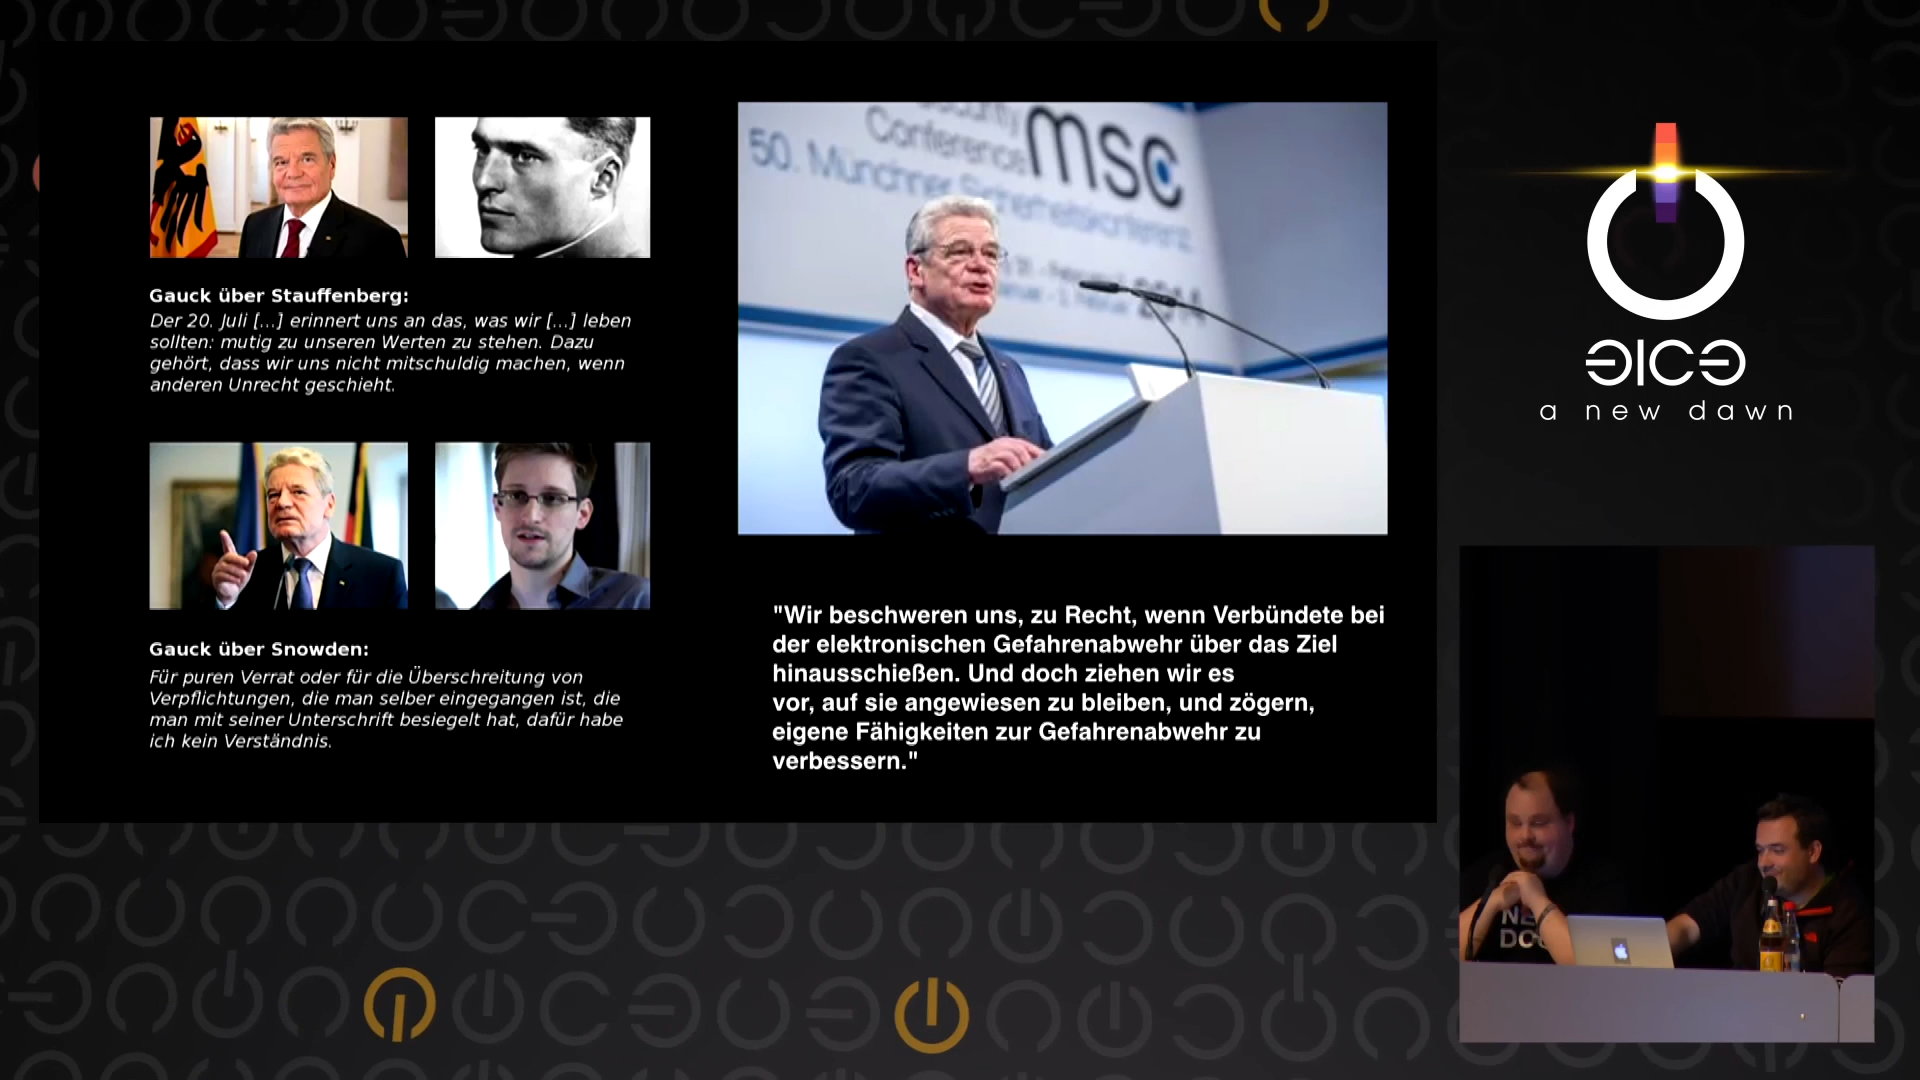 Gauck über Stauffenberg:
Der 20. Juli [...] erinnert uns an das, was wir [...] leben
sollten: mutig zu unseren Werten zu stehen. Dazu
gehört, dass wir uns nicht mitschuldig machen, wenn
anderen Unrecht geschieht.
Gauck über Snowden:
Für puren Verrat oder für die Überschreitung von
Verpflichtungen, die man selber eingegangen ist, die
man mit seiner Unterschrift besiegelt hat, dafür habe
ich kein Verständnis.
Security
Conference
msc
50. Münchner Sicherheitskonferenz
2014
"Wir beschweren uns, zu Recht, wenn Verbündete bei
der elektronischen Gefahrenabwehr über das Ziel
hinausschießen. Und doch ziehen wir es
vor, auf sie angewiesen zu bleiben, und zögern,
eigene Fähigkeiten zur Gefahrenabwehr zu
verbessern."
a new dawn